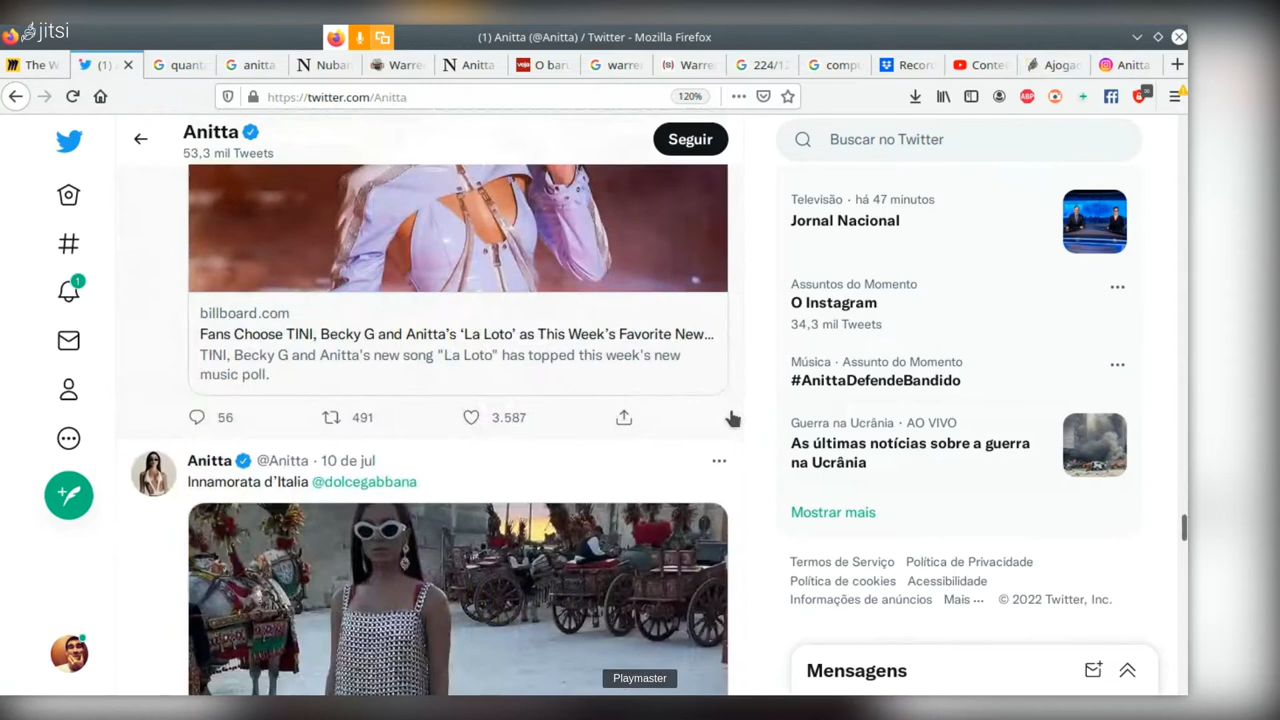 jitsi
(1) Anitta (@Anitta) / Twitter - Mozilla Firefox
The W
(1)
quant
anitta
Nubar
Warre
Anitta
O baru
warre
Warre
224/12
compu
Recor
Conte
Ajoga
Anitta
https://twitter.com/Anitta
120%
ABP
Anitta
53,3 mil Tweets
Seguir
Buscar no Twitter
billboard.com
Fans Choose TINI, Becky G and Anitta's 'La Loto' as This Week's Favorite New...
TINI, Becky G and Anitta's new song "La Loto" has topped this week's new
music poll.
56
491
3.587
Anitta @Anitta · 10 de jul
Innamorata d'Italia @dolcegabbana
1
Televisão · há 47 minutos
Jornal Nacional
Assuntos do Momento
O Instagram
34,3 mil Tweets
Música · Assunto do Momento
#AnittaDefendeBandido
Guerra na Ucrânia · AO VIVO
As últimas notícias sobre a guerra
na Ucrânia
Mostrar mais
Termos de Serviço Política de Privacidade
Política de cookies Acessibilidade
Informações de anúncios Mais ··· © 2022 Twitter, Inc.
Mensagens
Playmaster